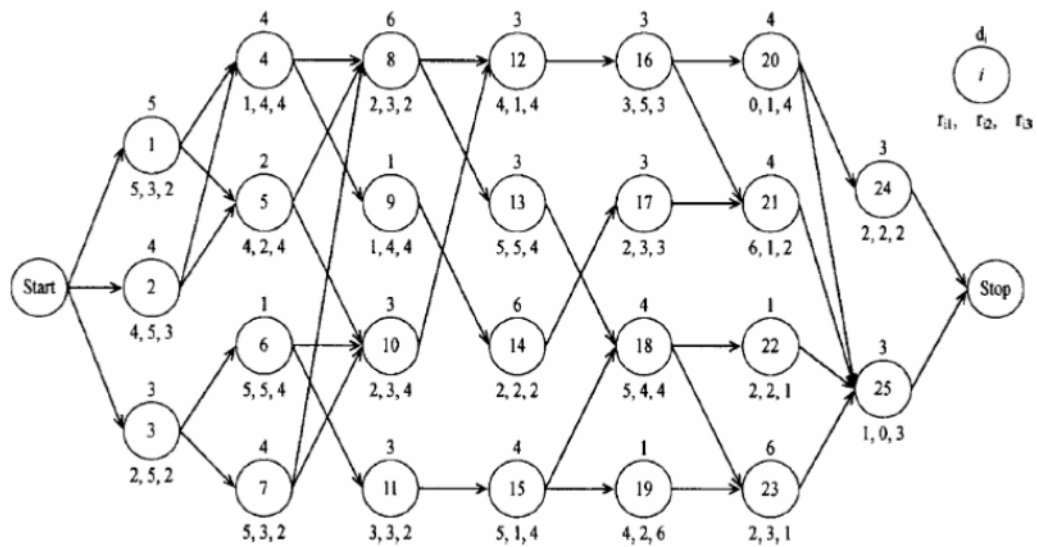 4 6 3 3 4 dᵢ
4 8 12 16 20 i
1, 4, 4 2, 3, 2 4, 1, 4 3, 5, 3 0, 1, 4 rᵢ₁, rᵢ₂, rᵢ₃
5
1
5, 3, 2
2 1 3 3 4 3
5 9 13 17 21 24
4, 2, 4 1, 4, 4 5, 5, 4 2, 3, 3 6, 1, 2 2, 2, 2
4
Start 2 Stop
4, 5, 3
1 3 6 4 1 3
6 10 14 18 22 25
5, 5, 4 2, 3, 4 2, 2, 2 5, 4, 4 2, 2, 1 1, 0, 3
3
3
2, 5, 2
4 3 4 1 6
7 11 15 19 23
5, 3, 2 3, 3, 2 5, 1, 4 4, 2, 6 2, 3, 1